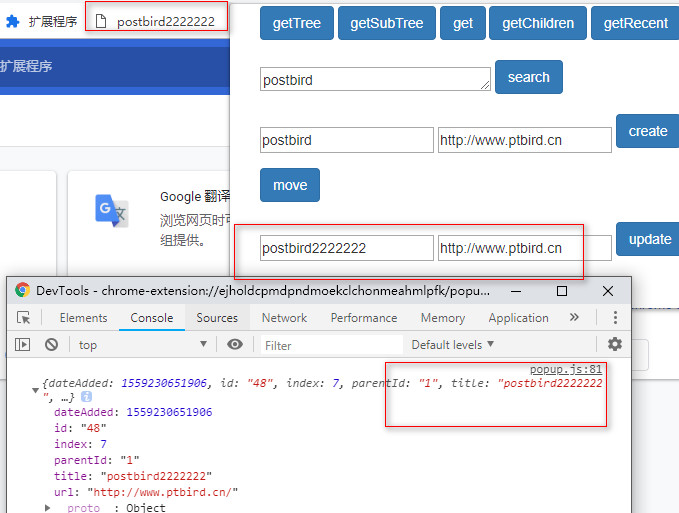 扩展程序 postbird2222222
getTree getSubTree get getChildren getRecent
扩展程序
postbird search
postbird http://www.ptbird.cn create
move
Google 翻译
浏览网页时可
组提供。
postbird2222222 http://www.ptbird.cn update
DevTools - chrome-extension://ejholdcpmdpndmoekclchonmeahmlpfk/popu...
Elements Console Sources Network Performance Memory Application »
top Filter Default levels ▼
popup.js:81
{dateAdded: 1559230651906, id: "48", index: 7, parentId: "1", title: "postbird2222222
", …}
dateAdded: 1559230651906
id: "48"
index: 7
parentId: "1"
title: "postbird2222222"
url: "http://www.ptbird.cn/"
__proto__: Object